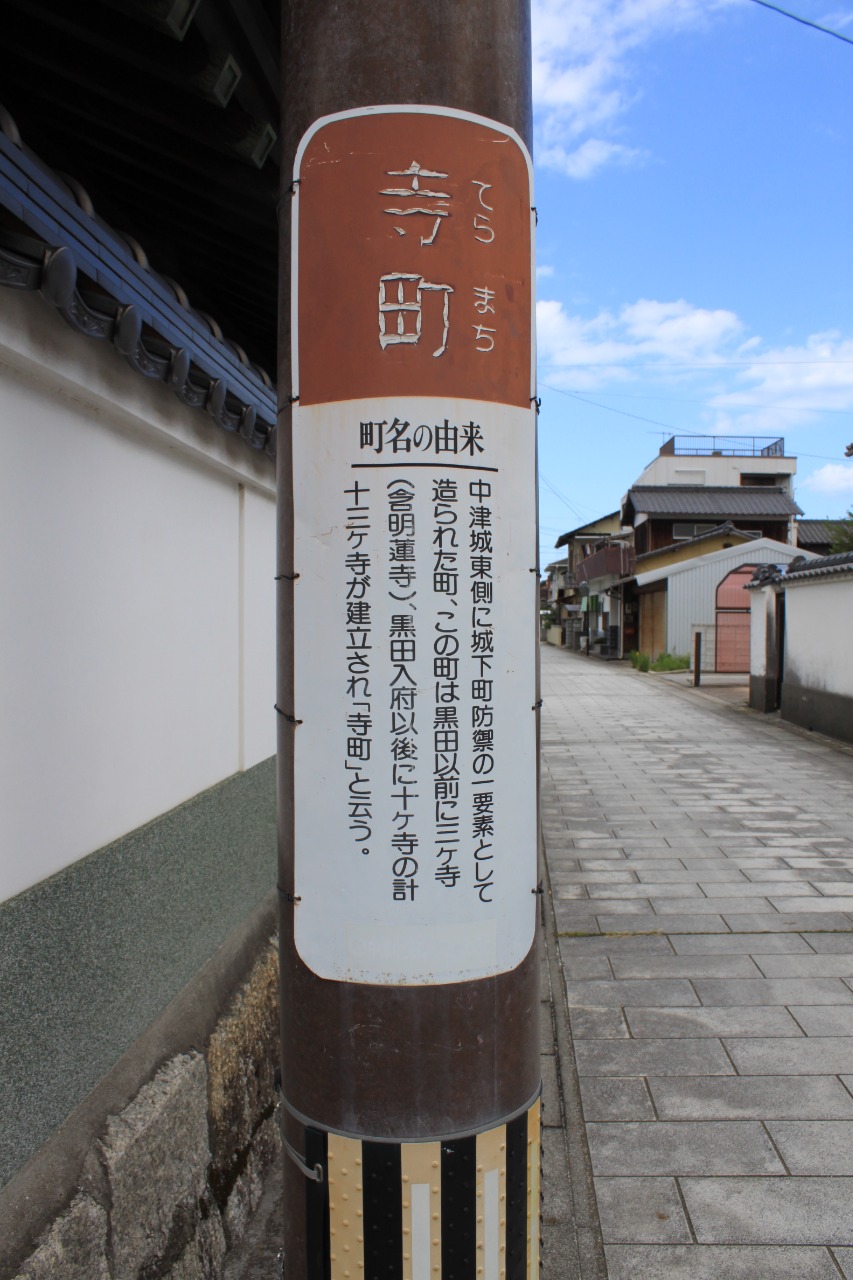 寺町
てらまち
町名の由来
中津城東側に城下町防禦の一要素として
造られた町、この町は黒田以前に三ケ寺
(含明蓮寺)、黒田入府以後に十ケ寺の計
十三ケ寺が建立され「寺町」と云う。